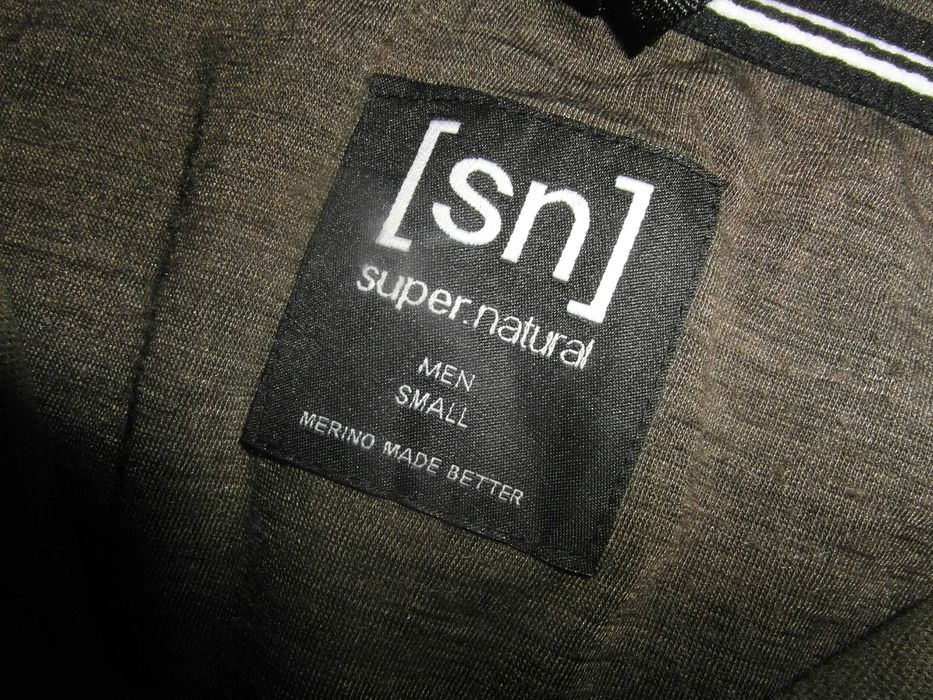 [sn]
super.natural
MEN
SMALL
MERINO MADE BETTER